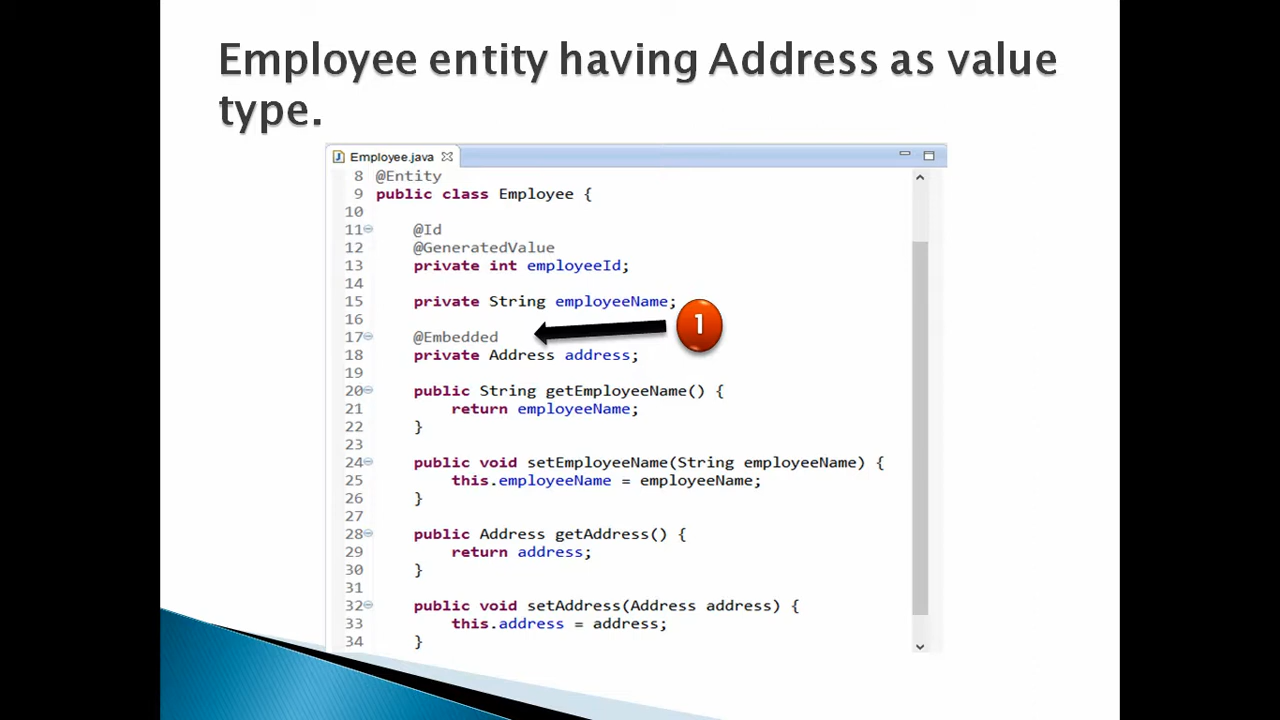 Employee entity having Address as value
type.
Employee.java
8 @Entity
9 public class Employee {
10
11 @Id
12 @GeneratedValue
13 private int employeeId;
14
15 private String employeeName;
16
17 @Embedded
1
18 private Address address;
19
20 public String getEmployeeName() {
21 return employeeName;
22 }
23
24 public void setEmployeeName(String employeeName) {
25 this.employeeName = employeeName;
26 }
27
28 public Address getAddress() {
29 return address;
30 }
31
32 public void setAddress(Address address) {
33 this.address = address;
34 }